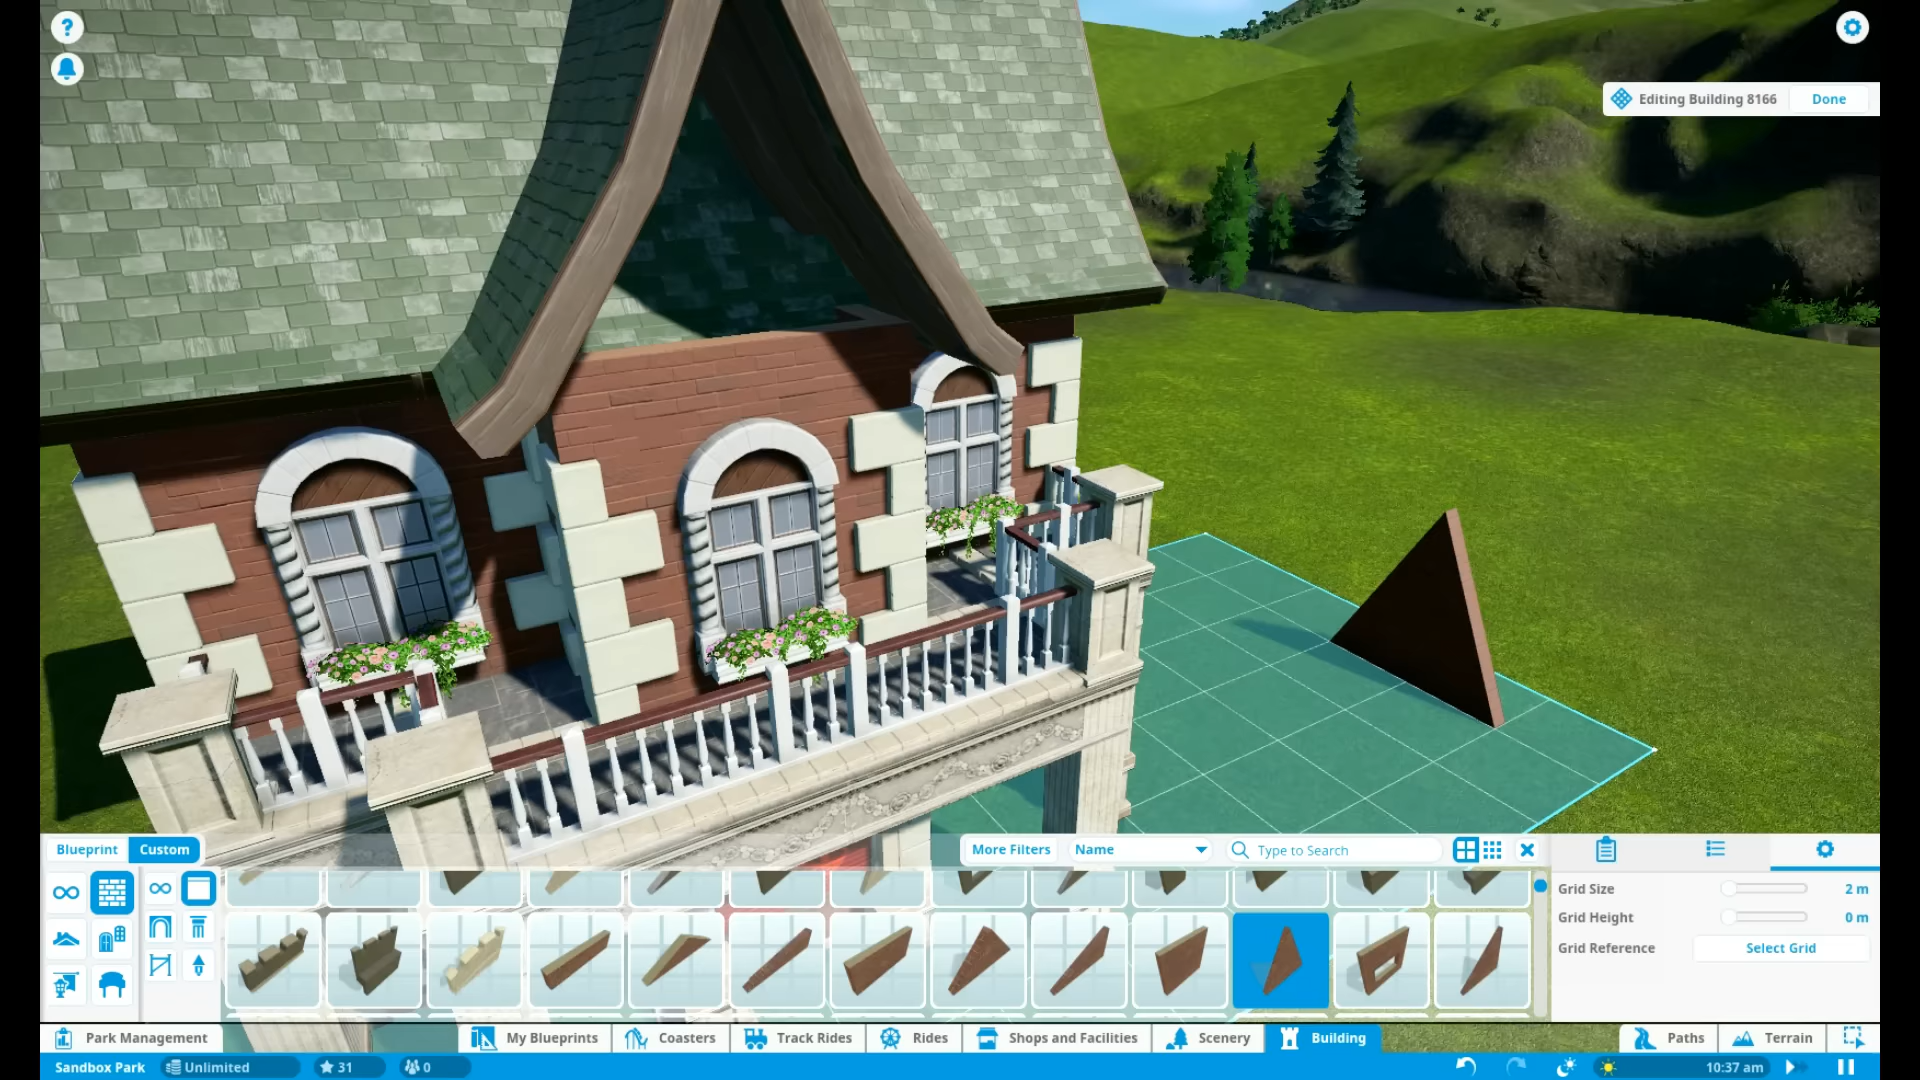 ?
Editing Building 8166
Done
Blueprint
Custom
More Filters
Name
Type to Search
Grid Size
2 m
Grid Height
0 m
Grid Reference
Select Grid
Park Management
My Blueprints
Coasters
Track Rides
Rides
Shops and Facilities
Scenery
Building
Paths
Terrain
Sandbox Park
Unlimited
31
0
10:37 am